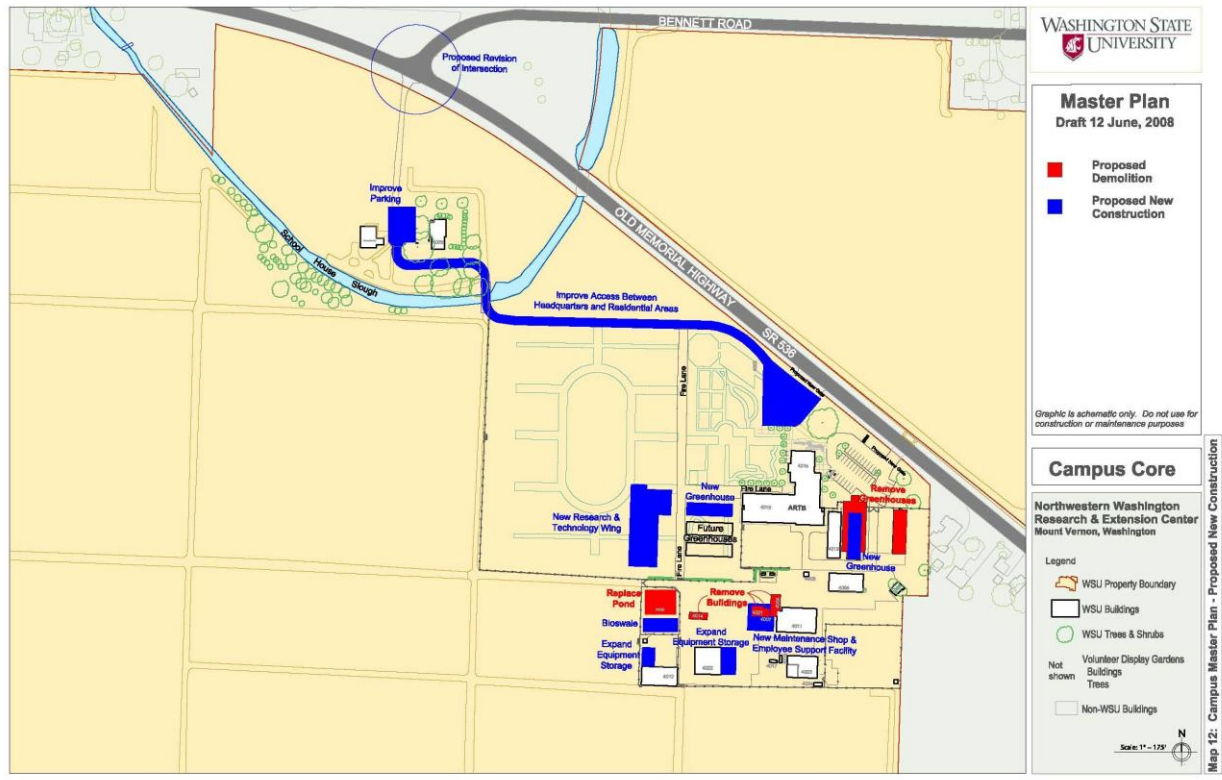 BENNETT ROAD
Proposed Revision
of Intersection
Improve
Parking
School House Slough
OLD MEMORIAL HIGHWAY
SR 536
Improve Access Between
Headquarters and Residential Areas
Fire Lane
New
Greenhouse
Fire Lane
ARTB
Remove
Greenhouses
New Research &
Technology Wing
Future
Greenhouses
New
Greenhouse
Fire Lane
Replace
Pond
Remove
Buildings
Bioswale
Expand
Equipment Storage
New Maintenance Shop &
Employee Support Facility
Expand
Equipment
Storage
4011
WASHINGTON STATE
UNIVERSITY
Master Plan
Draft 12 June, 2008
Proposed
Demolition
Proposed New
Construction
Graphic is schematic only. Do not use for
construction or maintenance purposes
Campus Core
Northwestern Washington
Research & Extension Center
Mount Vernon, Washington
Legend
WSU Property Boundary
WSU Buildings
WSU Trees & Shrubs
Not
shown
Volunteer Display Gardens
Buildings
Trees
Non-WSU Buildings
N
Scale: 1" = 175'
Map 12: Campus Master Plan - Proposed New Construction